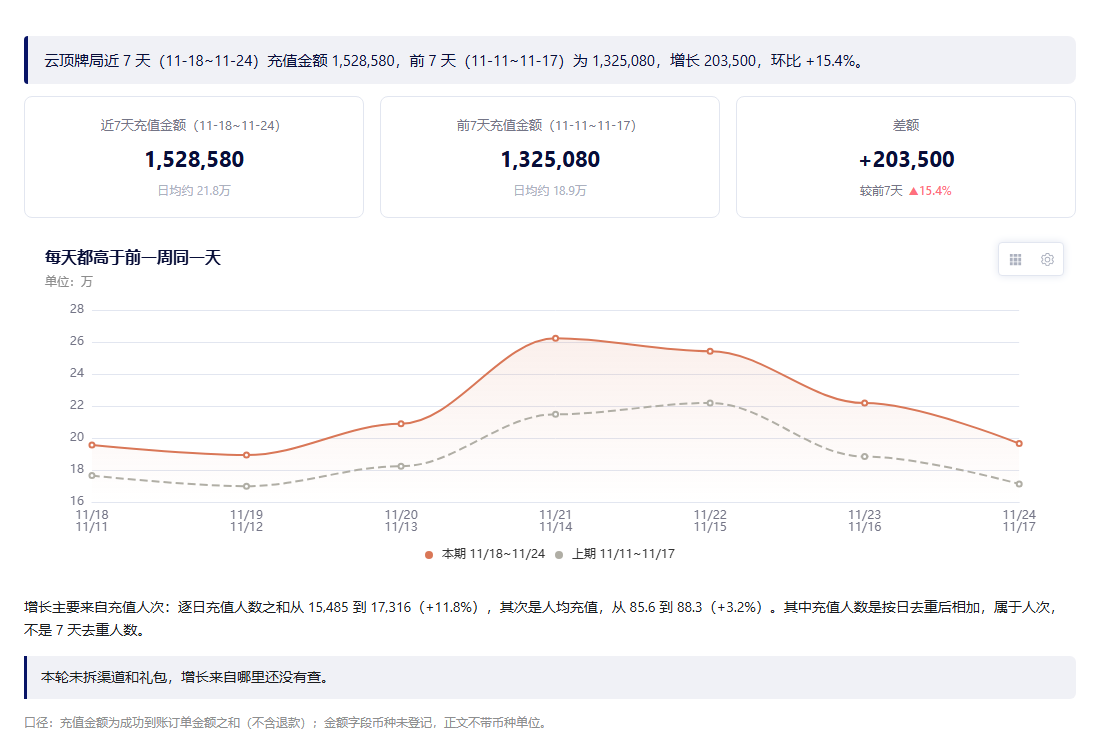 云顶牌局近 7 天（11-18~11-24）充值金额 1,528,580，前 7 天（11-11~11-17）为 1,325,080，增长 203,500，环比 +15.4%。
近7天充值金额（11-18~11-24）
1,528,580
日均约 21.8万
前7天充值金额（11-11~11-17）
1,325,080
日均约 18.9万
差额
+203,500
较前7天 ▲15.4%
每天都高于前一周同一天
单位：万
28
26
24
22
20
18
16
11/18 11/19 11/20 11/21 11/22 11/23 11/24
11/11 11/12 11/13 11/14 11/15 11/16 11/17
本期 11/18~11/24 上期 11/11~11/17
增长主要来自充值人次：逐日充值人数之和从 15,485 到 17,316（+11.8%），其次是人均充值，从 85.6 到 88.3（+3.2%）。其中充值人数是按日去重后相加，属于人次，
不是 7 天去重人数。
本轮未拆渠道和礼包，增长来自哪里还没有查。
口径：充值金额为成功到账订单金额之和（不含退款）；金额字段币种未登记，正文不带币种单位。